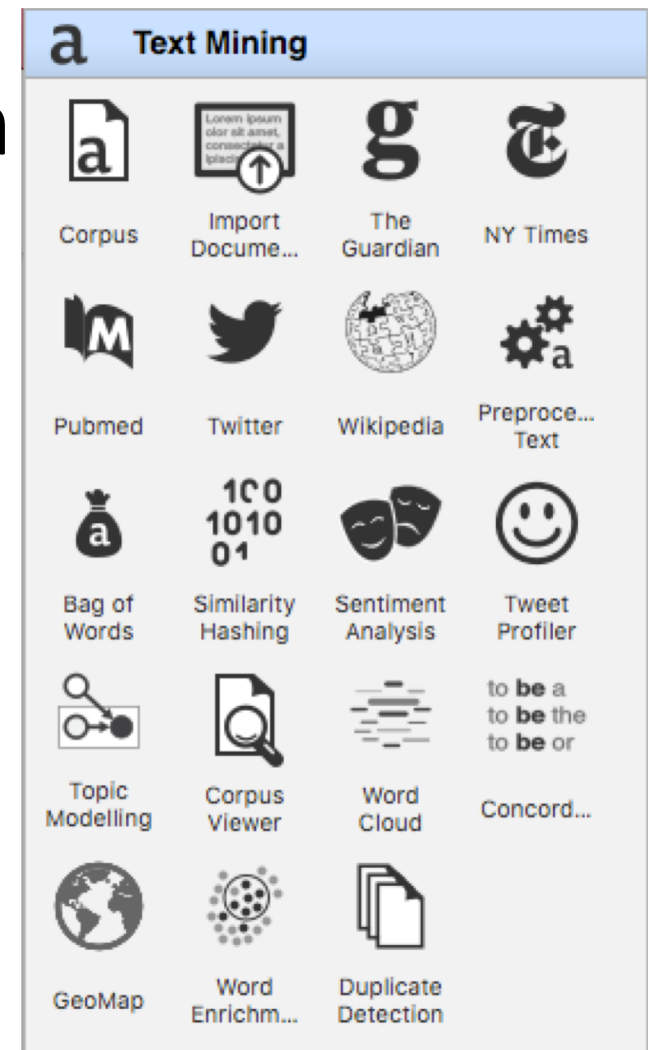 a Text Mining
n
a
Lorem ipsum
olor sit amet,
consectetur a
Corpus
Import
Docume...
g
The
Guardian
NY Times
M
Pubmed
Twitter
Wikipedia
a
Preproce...
Text
a
Bag of
Words
100
1010
01
Similarity
Hashing
Sentiment
Analysis
Tweet
Profiler
Topic
Modelling
Corpus
Viewer
Word
Cloud
to be a
to be the
to be or
Concord...
GeoMap
Word
Enrichm...
Duplicate
Detection